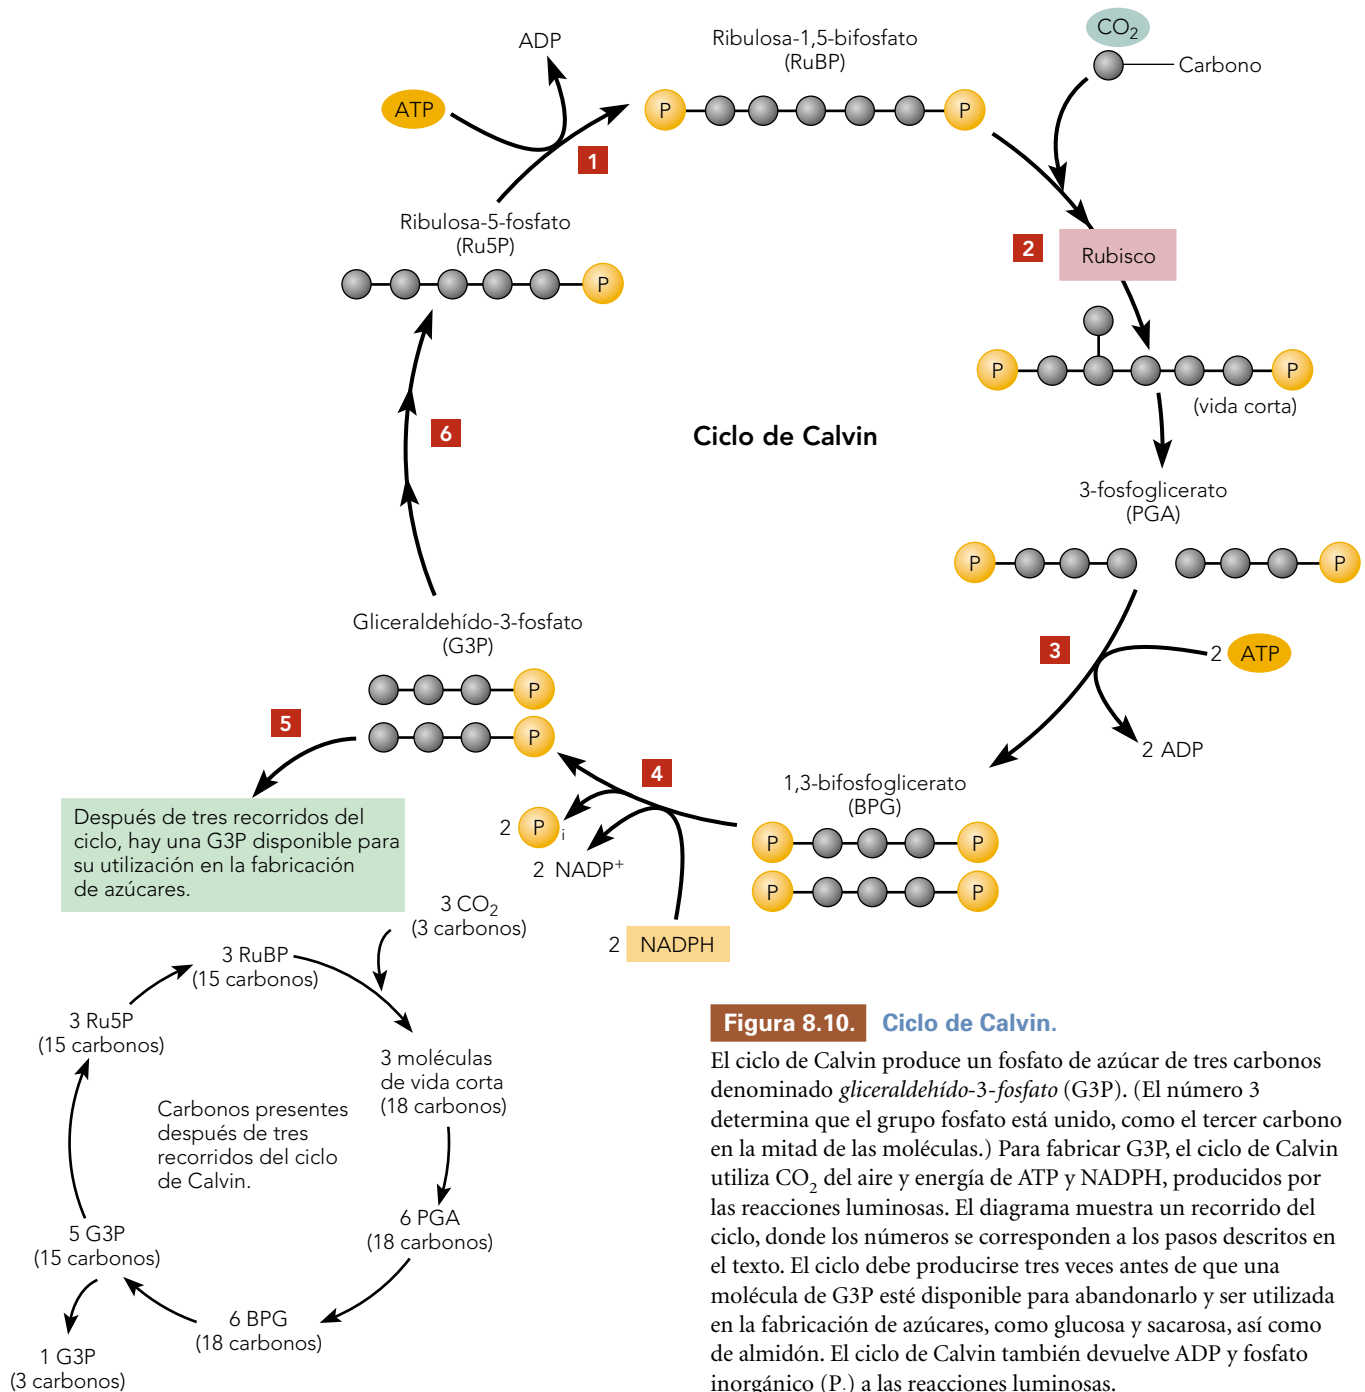 ADP
Ribulosa-1,5-bifosfato
(RuBP)
CO2
Carbono
ATP
P
P
1
Ribulosa-5-fosfato
(Ru5P)
P
2
Rubisco
P
P
(vida corta)
6
Ciclo de Calvin
3-fosfoglicerato
(PGA)
P
P
Gliceraldehído-3-fosfato
(G3P)
P
P
3
2 ATP
2 ADP
5
4
1,3-bifosfoglicerato
(BPG)
P
P
P
P
2 Pi
2 NADP+
2 NADPH
Después de tres recorridos del
ciclo, hay una G3P disponible para
su utilización en la fabricación
de azúcares.
3 CO2
(3 carbonos)
3 RuBP
(15 carbonos)
3 Ru5P
(15 carbonos)
3 moléculas
de vida corta
(18 carbonos)
Carbonos presentes
después de tres
recorridos del ciclo
de Calvin.
6 PGA
(18 carbonos)
5 G3P
(15 carbonos)
6 BPG
(18 carbonos)
1 G3P
(3 carbonos)
Figura 8.10. Ciclo de Calvin.
El ciclo de Calvin produce un fosfato de azúcar de tres carbonos
denominado gliceraldehído-3-fosfato (G3P). (El número 3
determina que el grupo fosfato está unido, como el tercer carbono
en la mitad de las moléculas.) Para fabricar G3P, el ciclo de Calvin
utiliza CO2 del aire y energía de ATP y NADPH, producidos por
las reacciones luminosas. El diagrama muestra un recorrido del
ciclo, donde los números se corresponden a los pasos descritos en
el texto. El ciclo debe producirse tres veces antes de que una
molécula de G3P esté disponible para abandonarlo y ser utilizada
en la fabricación de azúcares, como glucosa y sacarosa, así como
de almidón. El ciclo de Calvin también devuelve ADP y fosfato
inorgánico (Pi) a las reacciones luminosas.